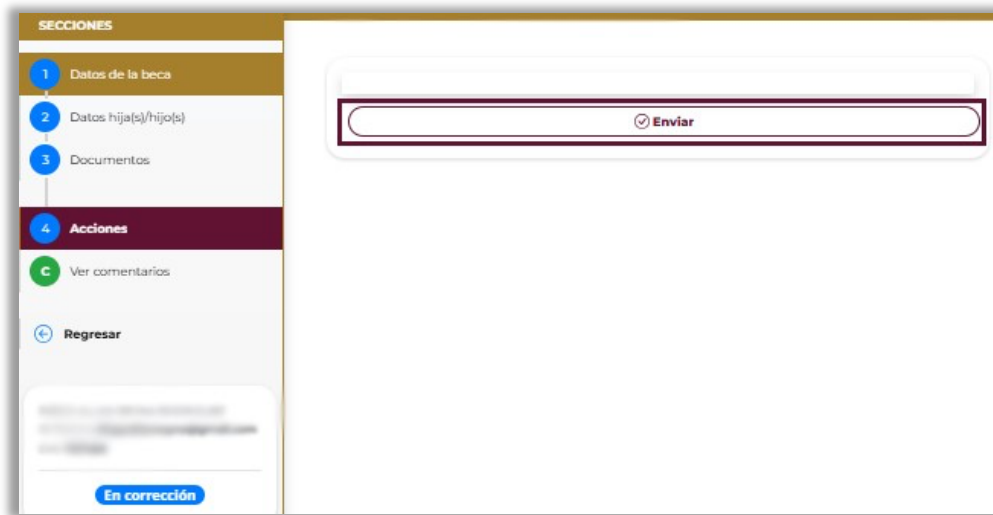 SECCIONES
1 Datos de la beca
2 Datos hija(s)/hijo(s)
3 Documentos
4 Acciones
C Ver comentarios
Regresar
En corrección
Enviar